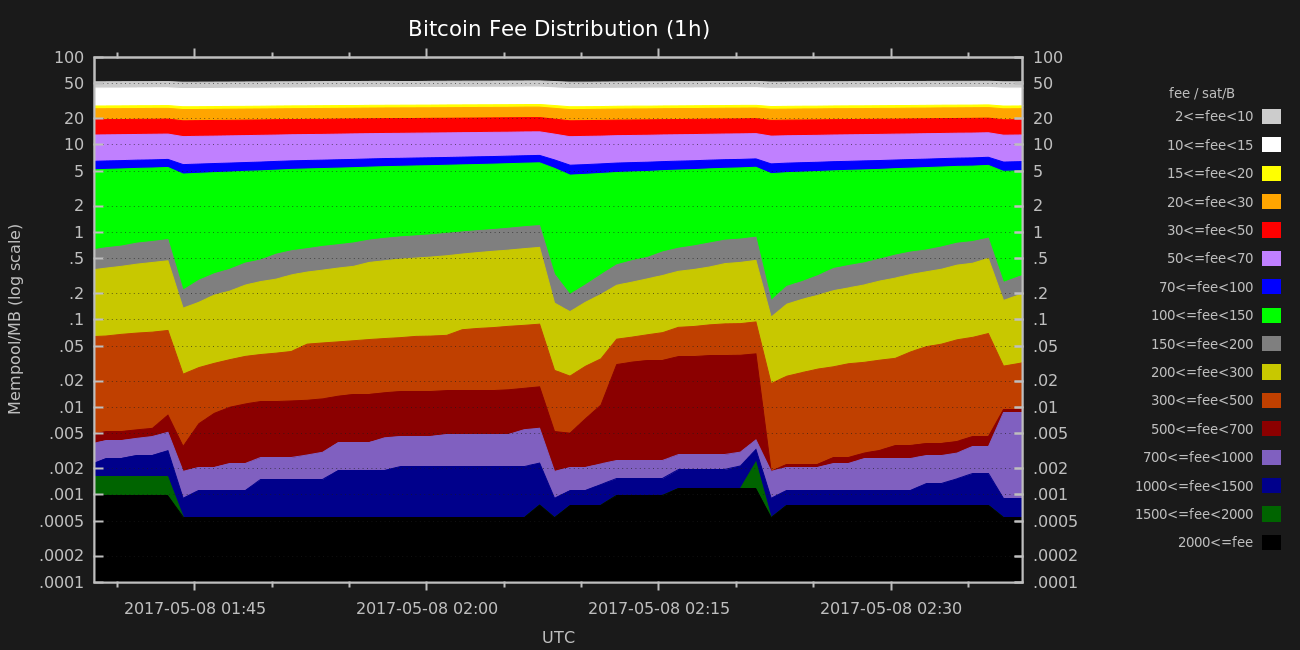 Bitcoin Fee Distribution (1h)
100
50
20
10
5
2
1
.5
.2
.1
.05
.02
.01
.005
.002
.001
.0005
.0002
.0001
Mempool/MB (log scale)
100
50
20
10
5
2
1
.5
.2
.1
.05
.02
.01
.005
.002
.001
.0005
.0002
.0001
2017-05-08 01:45
2017-05-08 02:00
2017-05-08 02:15
2017-05-08 02:30
UTC
fee / sat/B
2<=fee<10
10<=fee<15
15<=fee<20
20<=fee<30
30<=fee<50
50<=fee<70
70<=fee<100
100<=fee<150
150<=fee<200
200<=fee<300
300<=fee<500
500<=fee<700
700<=fee<1000
1000<=fee<1500
1500<=fee<2000
2000<=fee